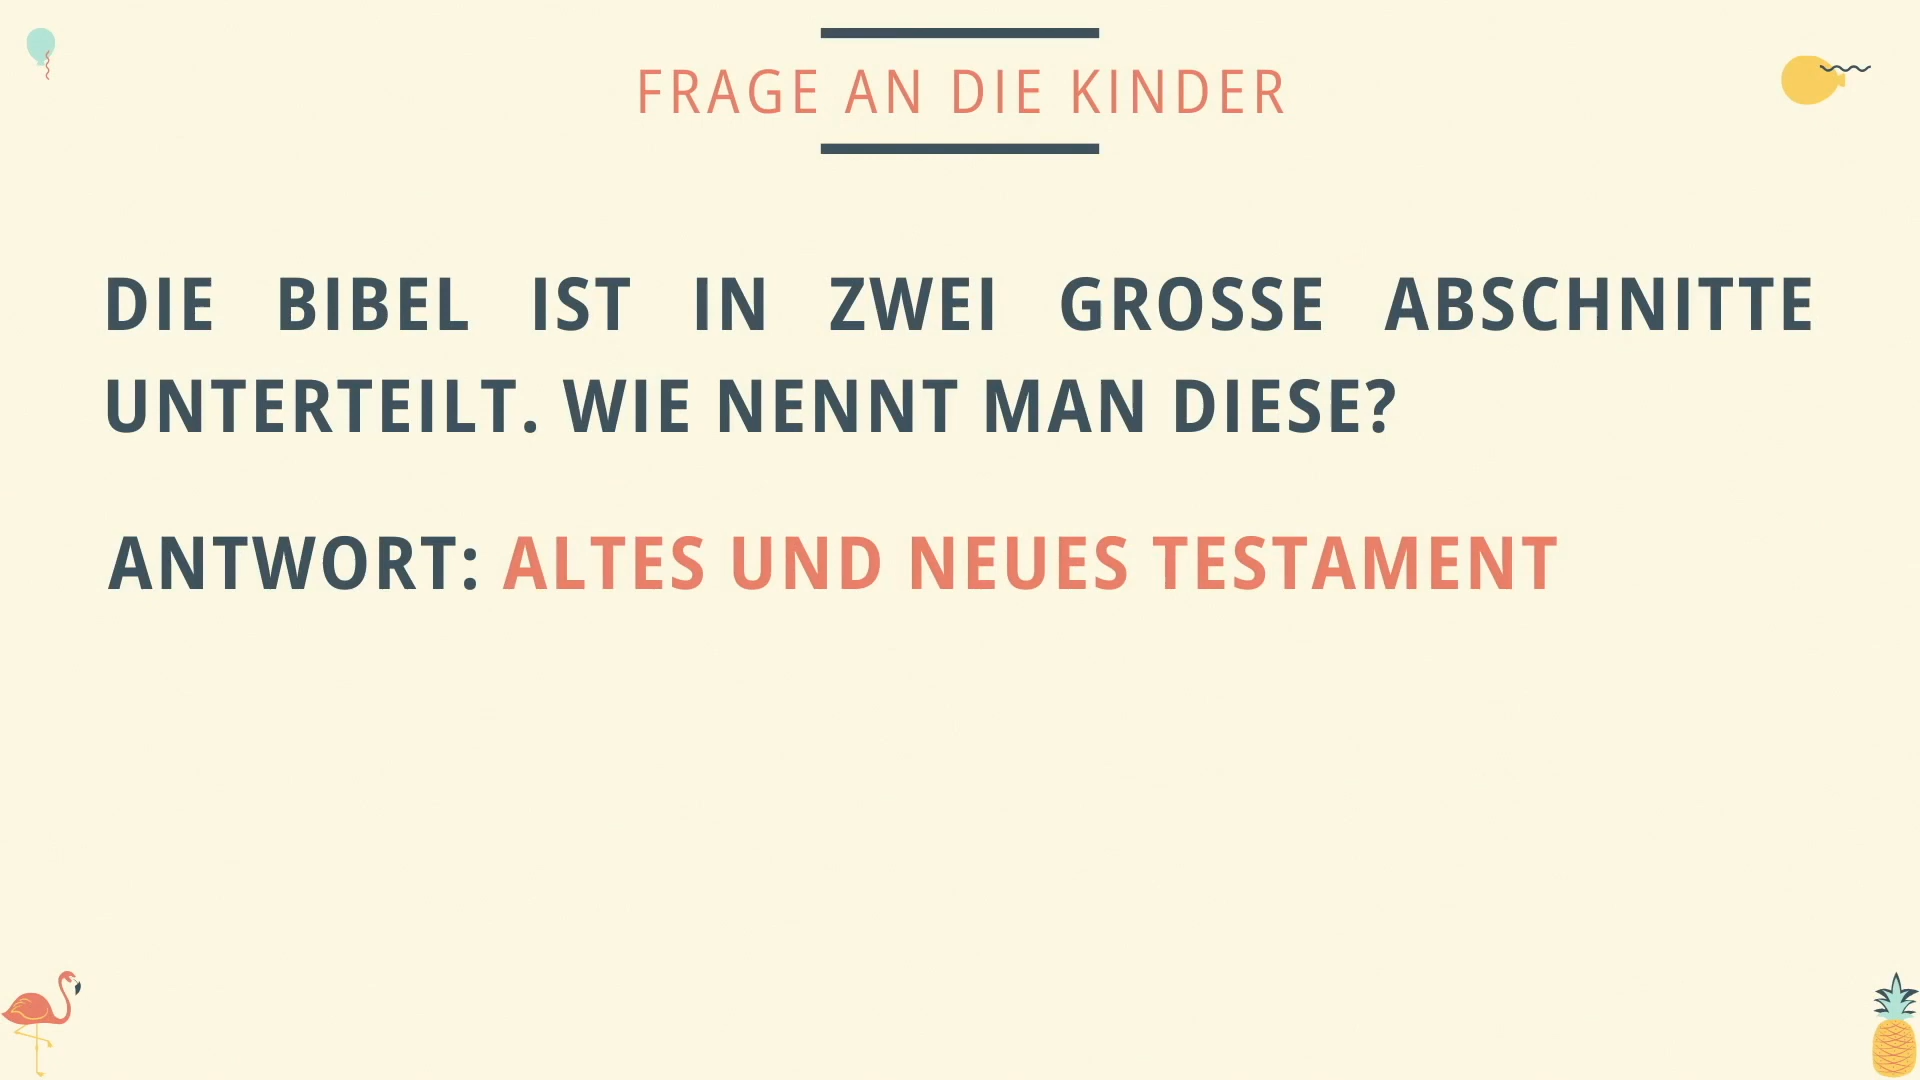 FRAGE AN DIE KINDER
DIE BIBEL IST IN ZWEI GROSSE ABSCHNITTE
UNTERTEILT. WIE NENNT MAN DIESE?
ANTWORT: ALTES UND NEUES TESTAMENT